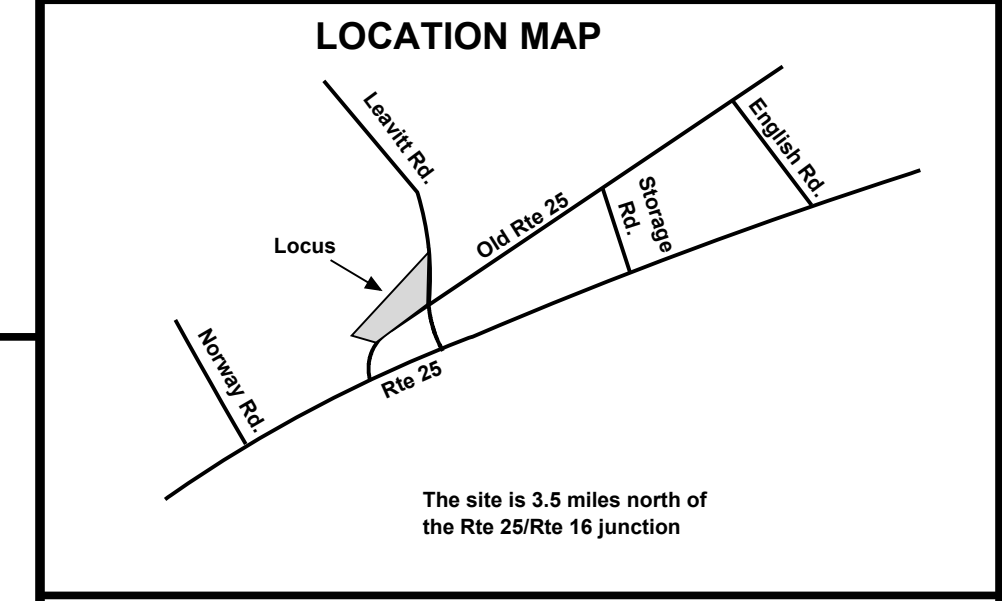 LOCATION MAP
Leavitt Rd.
English Rd.
Storage
Rd.
Old Rte 25
Locus
Norway Rd.
Rte 25
The site is 3.5 miles north of
the Rte 25/Rte 16 junction